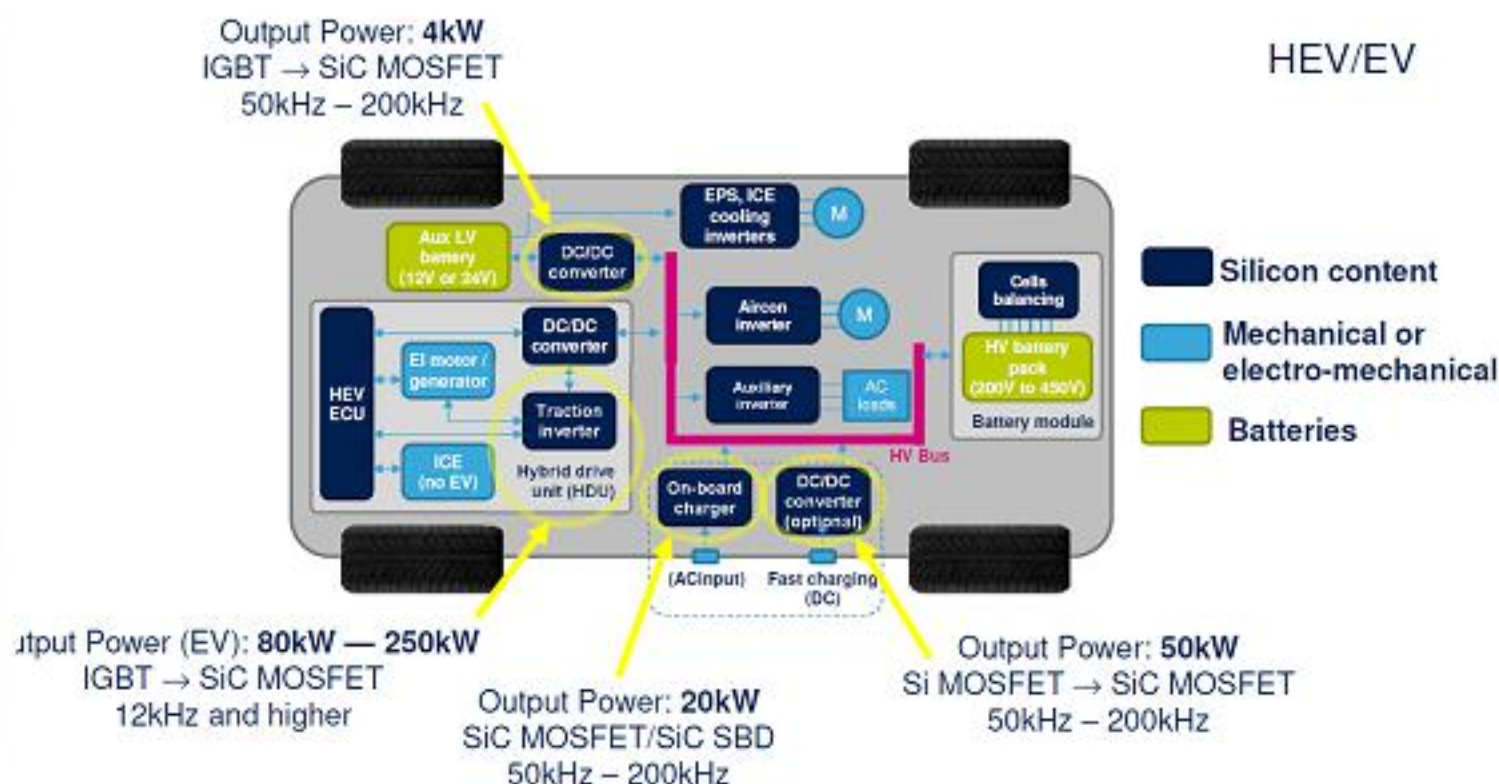 Output Power: 4kW
IGBT → SiC MOSFET
50kHz – 200kHz
HEV/EV
EPS, ICE
cooling
inverters
M
Aux LV
battery
(12V or 24V)
DC/DC
converter
Cells
balancing
HV battery
pack
(200V to 450V)
Battery module
Aircon
inverter
M
Auxiliary
inverter
AC
loads
HV Bus
HEV
ECU
DC/DC
converter
El motor /
generator
Traction
inverter
ICE
(no EV)
Hybrid drive
unit (HDU)
On-board
charger
DC/DC
converter
(optional)
(ACinput)
Fast charging
(DC)
Silicon content
Mechanical or
electro-mechanical
Batteries
utput Power (EV): 80kW — 250kW
IGBT → SiC MOSFET
12kHz and higher
Output Power: 20kW
SiC MOSFET/SiC SBD
50kHz – 200kHz
Output Power: 50kW
Si MOSFET → SiC MOSFET
50kHz – 200kHz